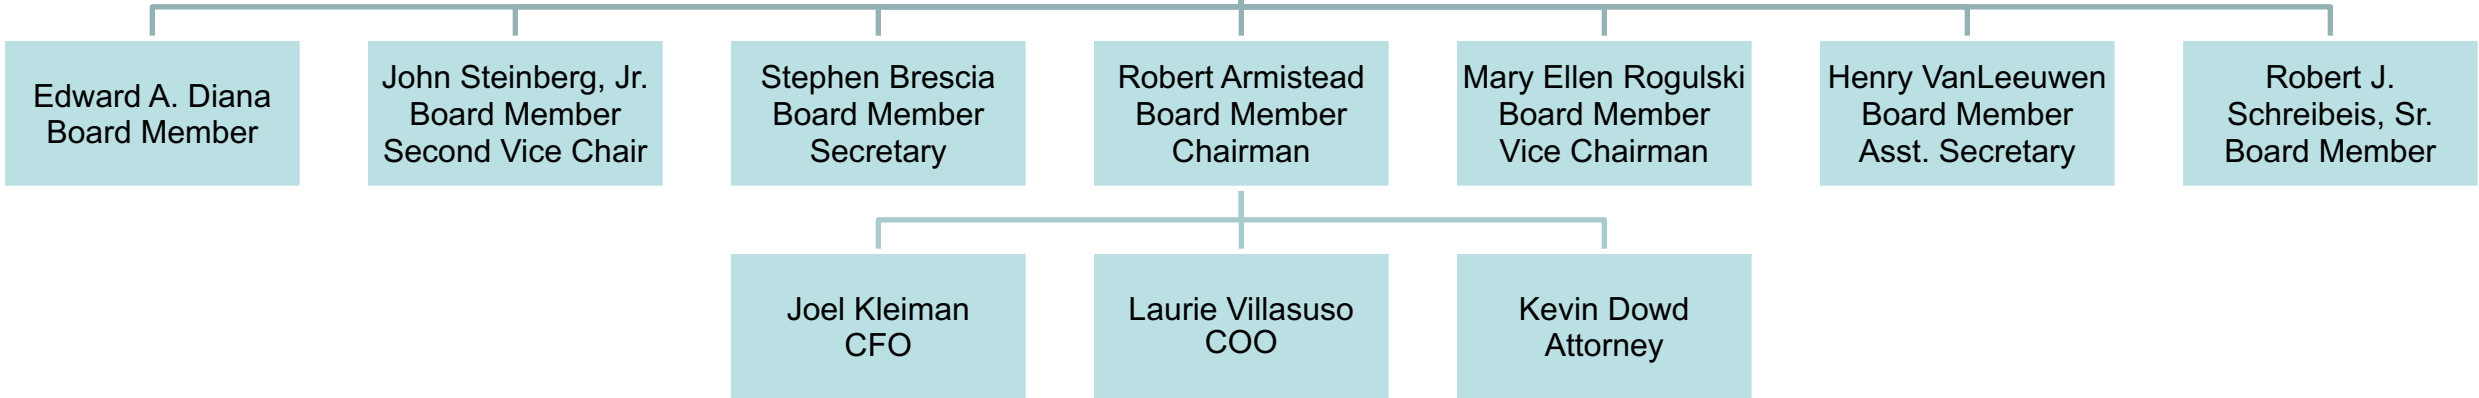 Edward A. Diana
Board Member
John Steinberg, Jr.
Board Member
Second Vice Chair
Stephen Brescia
Board Member
Secretary
Robert Armistead
Board Member
Chairman
Mary Ellen Rogulski
Board Member
Vice Chairman
Henry VanLeeuwen
Board Member
Asst. Secretary
Robert J.
Schreibeis, Sr.
Board Member
Joel Kleiman
CFO
Laurie Villasuso
COO
Kevin Dowd
Attorney